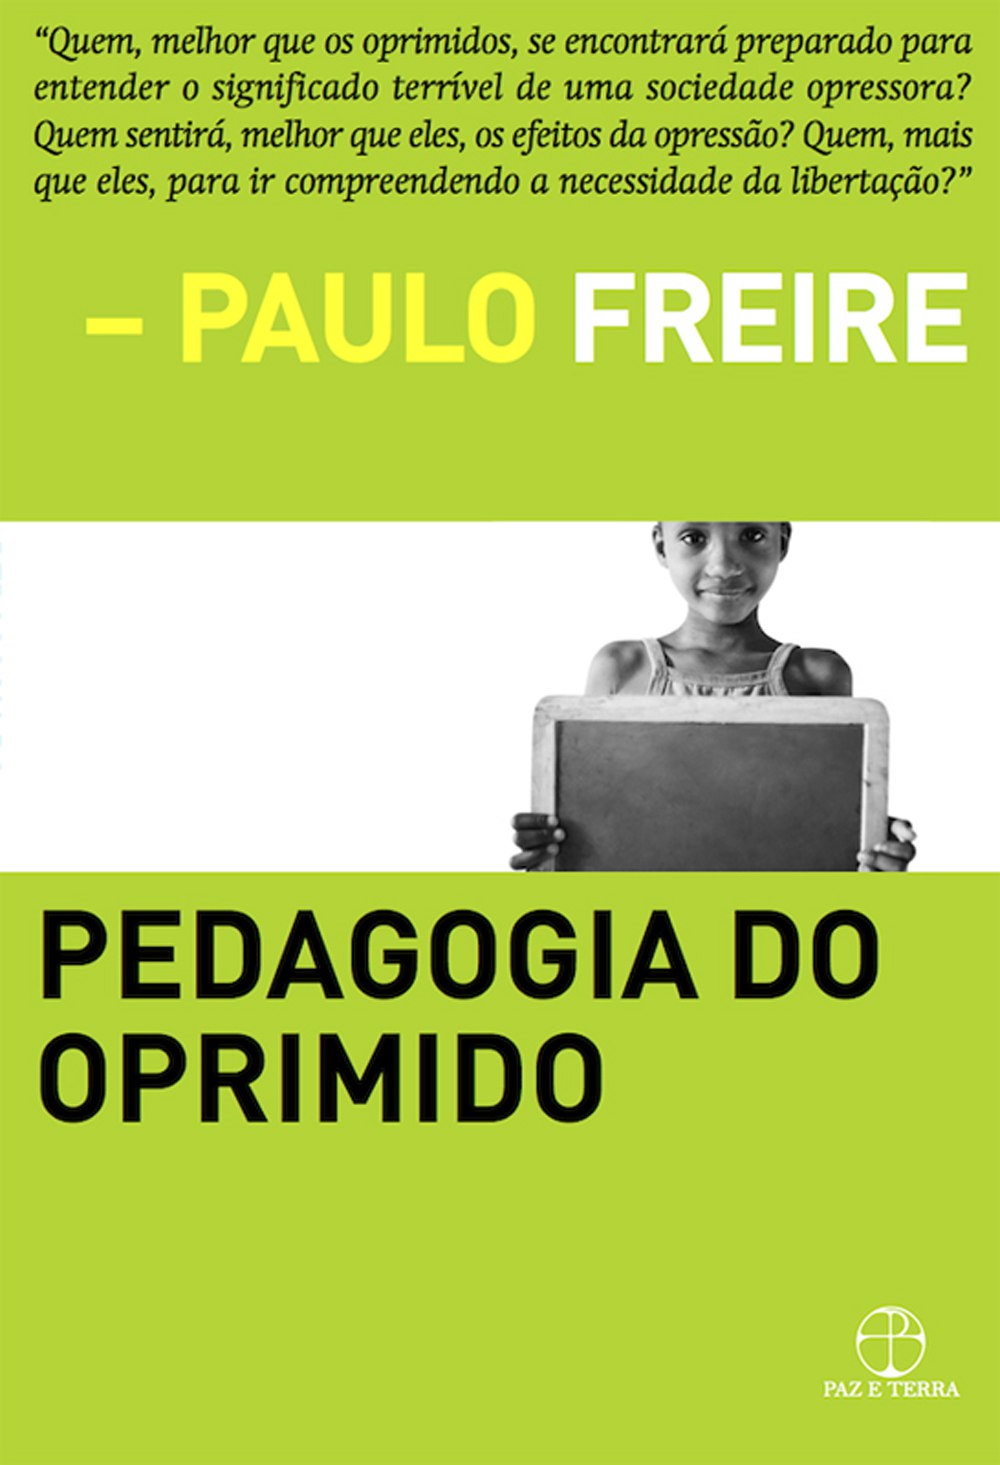 “Quem, melhor que os oprimidos, se encontrará preparado para
entender o significado terrível de uma sociedade opressora?
Quem sentirá, melhor que eles, os efeitos da opressão? Quem, mais
que eles, para ir compreendendo a necessidade da libertação?”
– PAULO FREIRE
PEDAGOGIA DO
OPRIMIDO
PAZ E TERRA